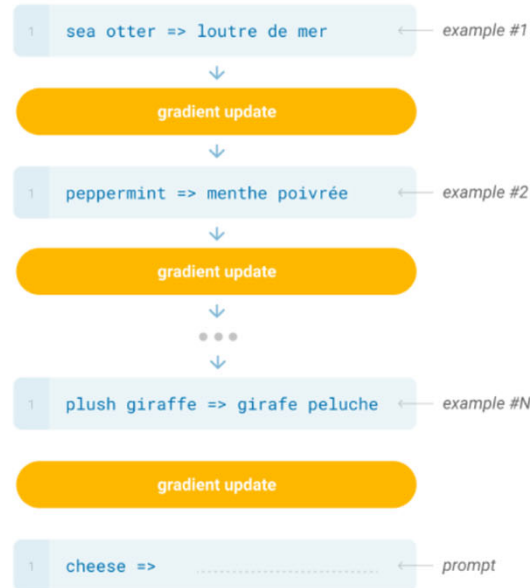 1 sea otter => loutre de mer example #1
gradient update
1 peppermint => menthe poivrée example #2
gradient update
1 plush giraffe => girafe peluche example #N
gradient update
1 cheese => prompt